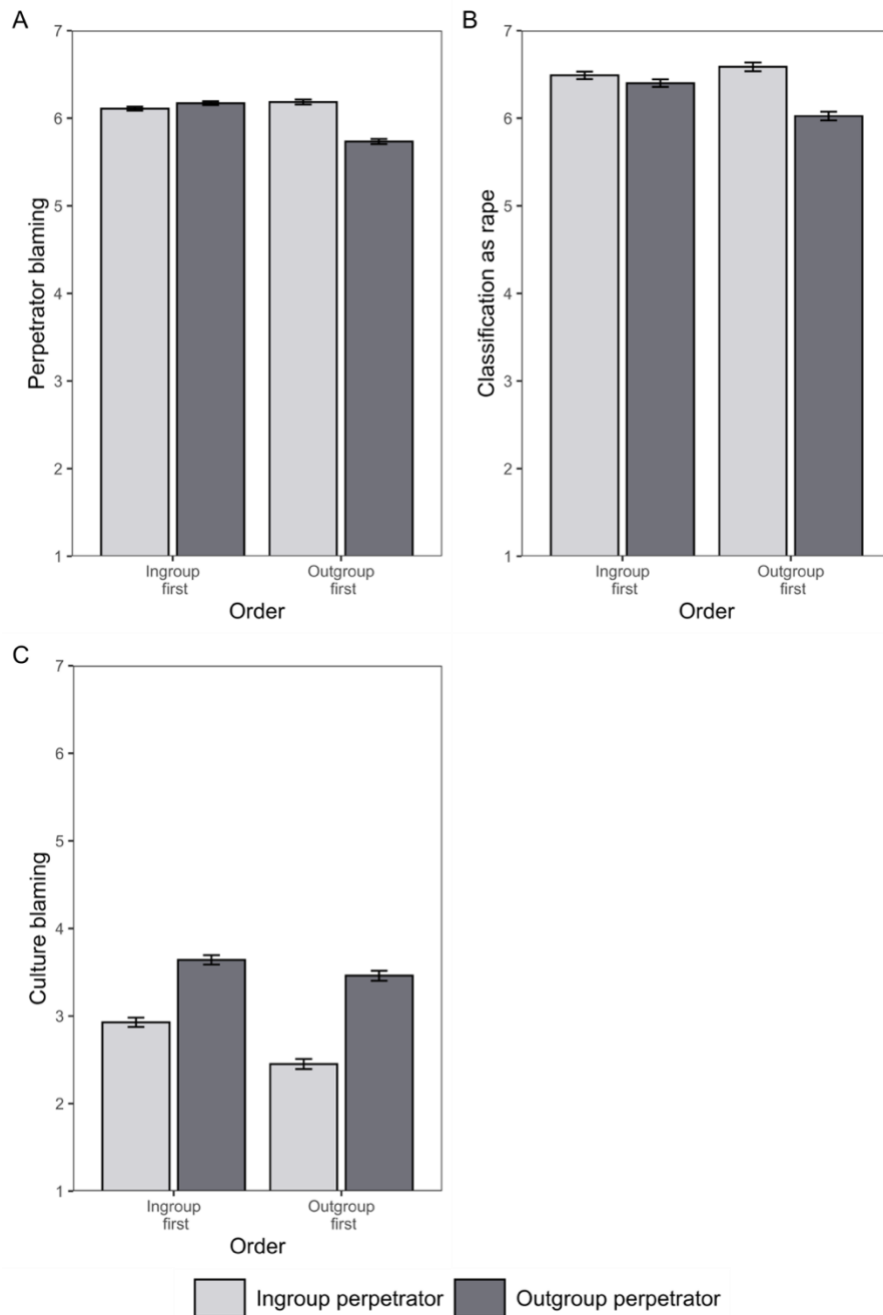 A
Perpetrator blaming
7
6
5
4
3
2
1
Ingroup
first
Outgroup
first
Order
B
Classification as rape
7
6
5
4
3
2
1
Ingroup
first
Outgroup
first
Order
C
Culture blaming
7
6
5
4
3
2
1
Ingroup
first
Outgroup
first
Order
Ingroup perpetrator
Outgroup perpetrator